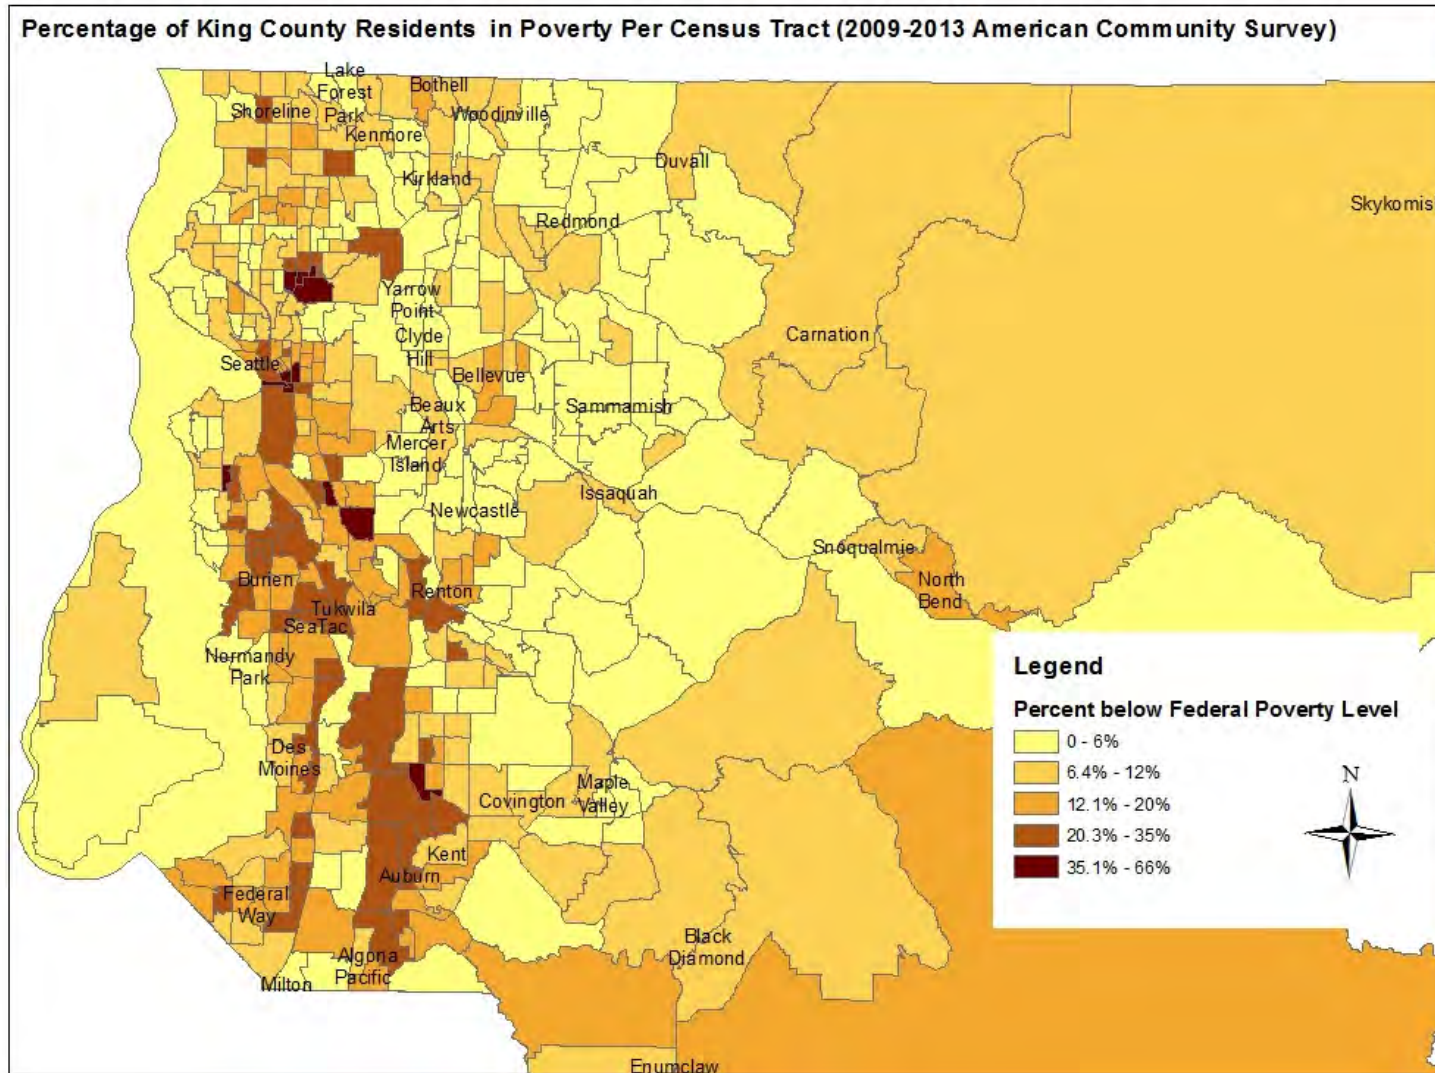 Percentage of King County Residents in Poverty Per Census Tract (2009-2013 American Community Survey)
Lake
Forest
Park
Bothell
Shoreline
Woodinville
Kenmore
Duvall
Kirkland
Skykomis
Redmond
Yarrow
Point
Clyde
Hill
Carnation
Seattle
Bellevue
Beaux
Arts
Sammamish
Mercer
Island
Issaquah
Newcastle
Snoqualmie
Burien
Renton
North
Bend
Tukwila
SeaTac
Normandy
Park
Des
Moines
Covington
Maple
Valley
Kent
Auburn
Federal
Way
Black
Diamond
Algona
Pacific
Milton
Enumclaw
Legend
Percent below Federal Poverty Level
0 - 6%
6.4% - 12%
12.1% - 20%
20.3% - 35%
35.1% - 66%
N